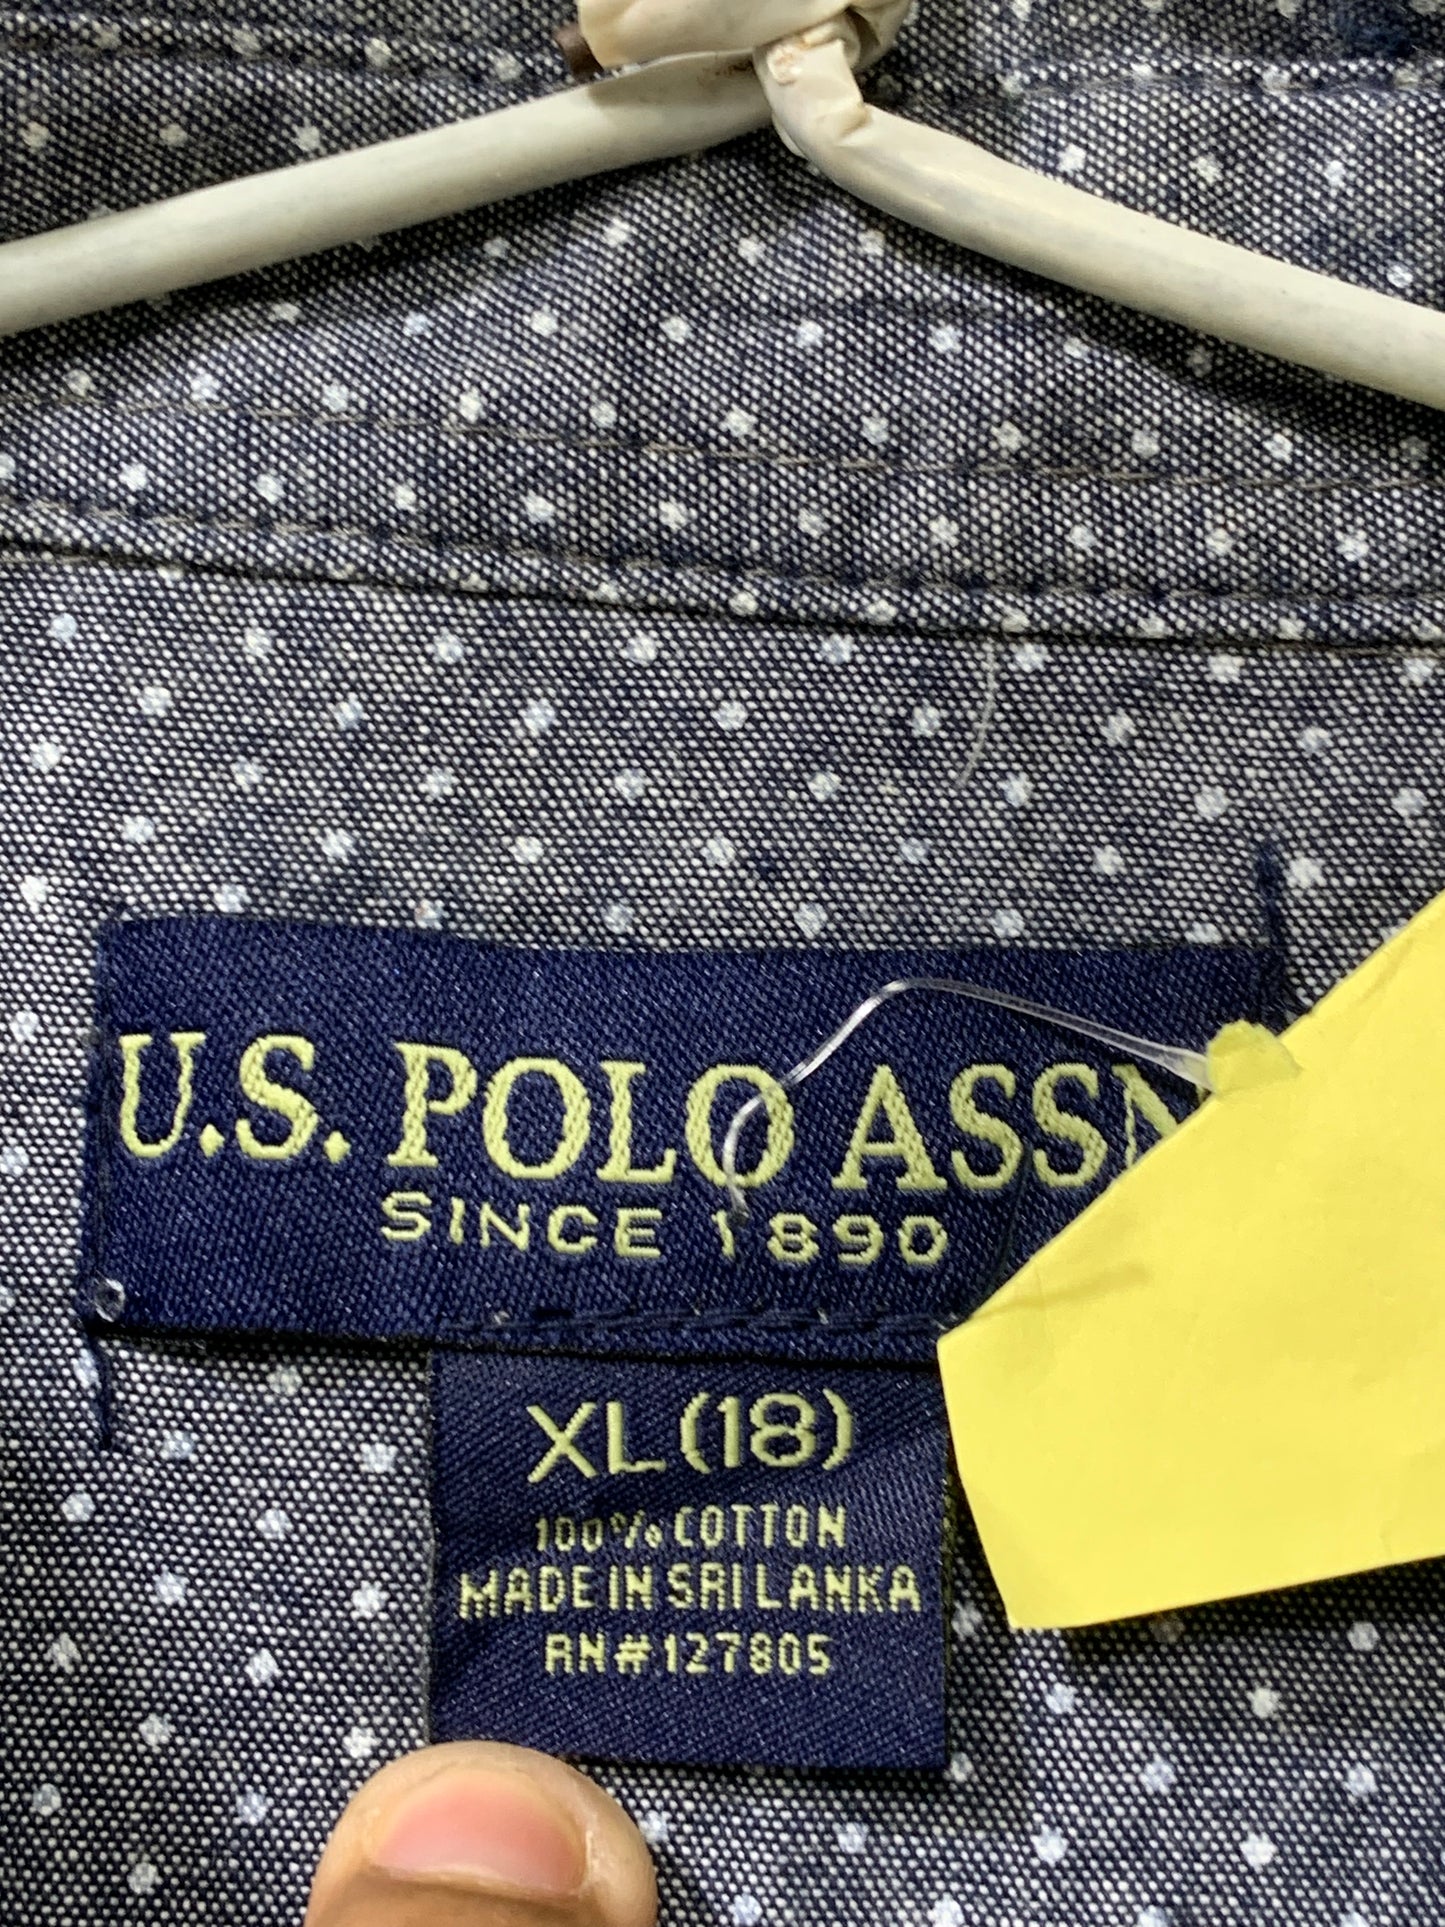 U.S. POLO ASSN
SINCE 1890
XL (18)
100% COTTON
MADE IN SRI LANKA
RN# 127805